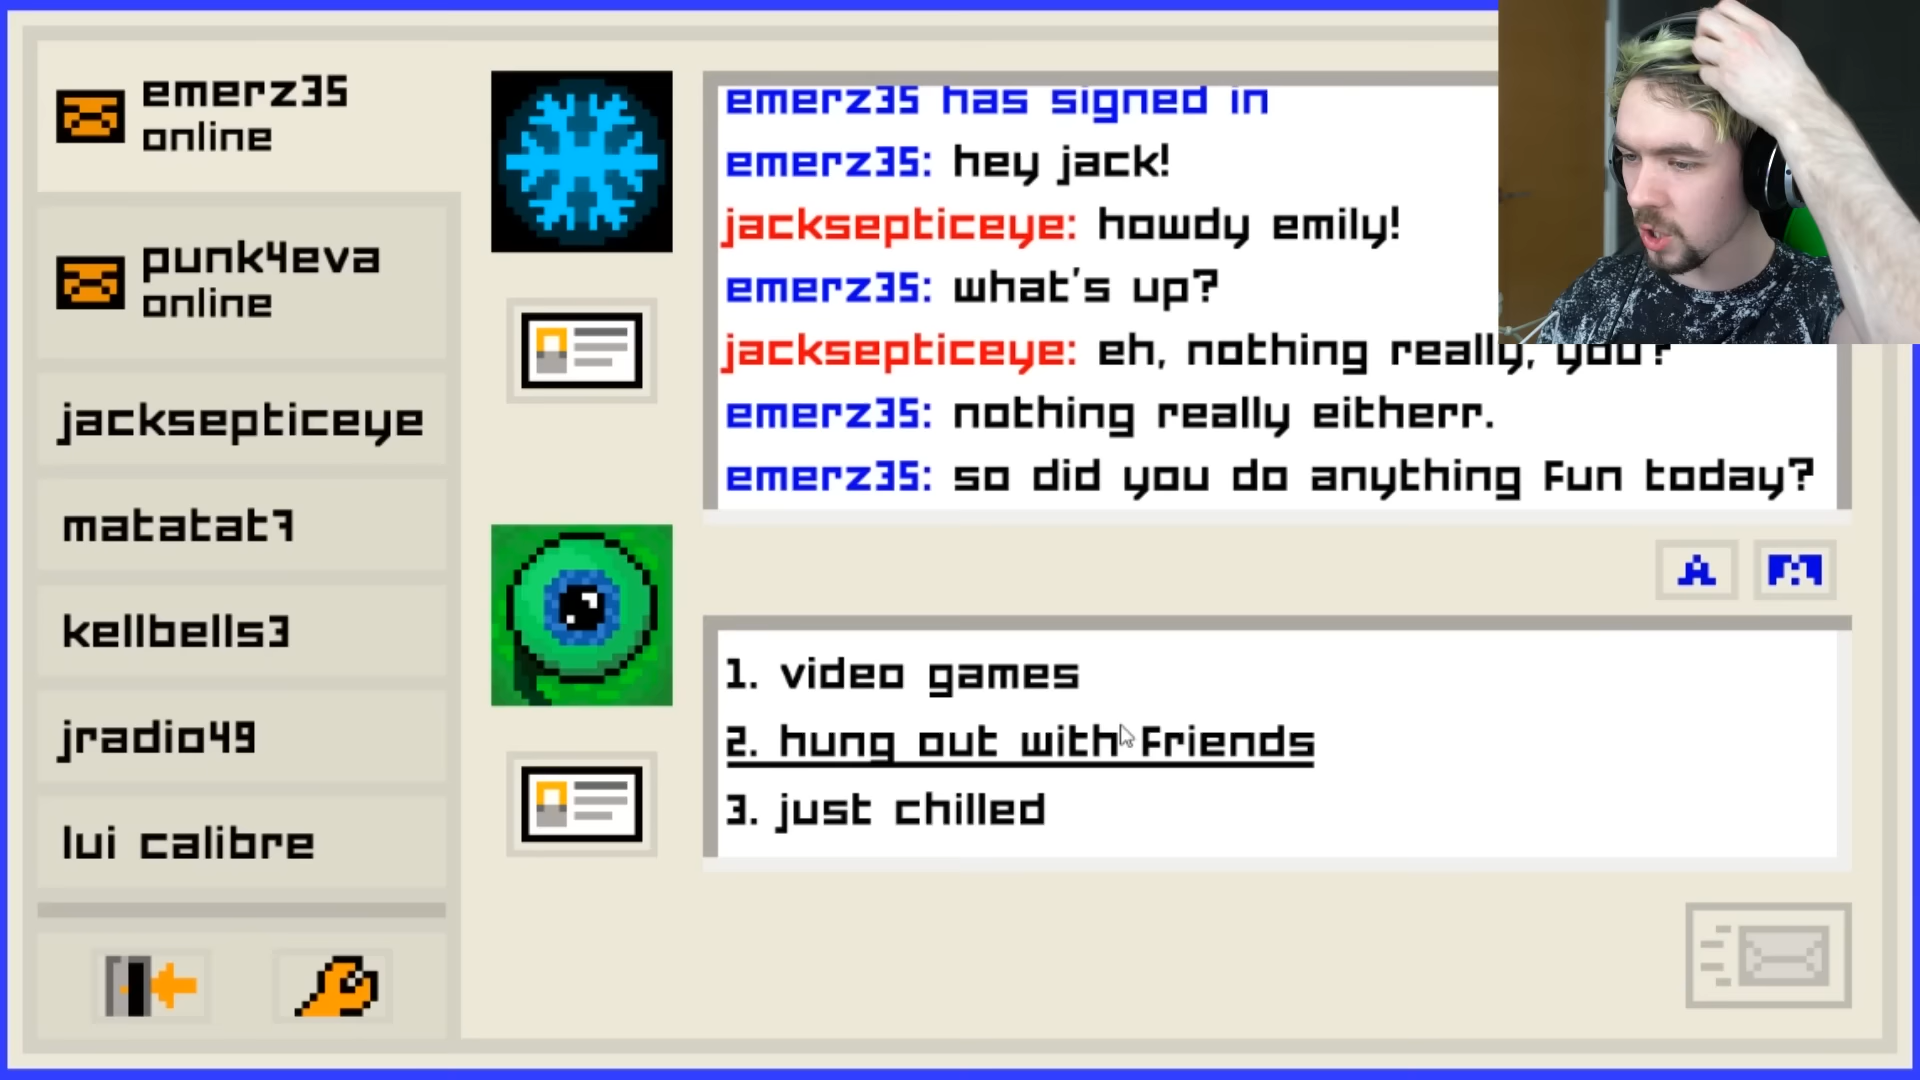 emerz35
online
punk4eva
online
jacksepticeye
matatat7
kellbells3
jradio49
lui calibre
emerz35 has signed in
emerz35: hey jack!
jacksepticeye: howdy emily!
emerz35: what's up?
jacksepticeye: eh, nothing really, you?
emerz35: nothing really eitherr.
emerz35: so did you do anything fun today?
A
1. video games
2. hung out with friends
3. just chilled